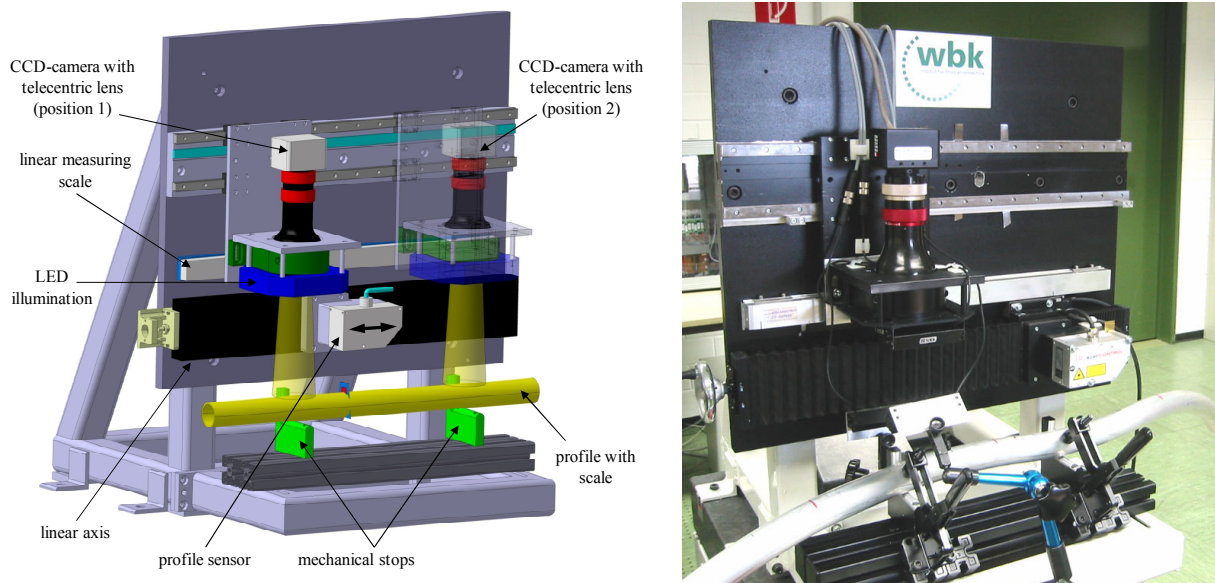 CCD-camera with
telecentric lens
(position 1)
CCD-camera with
telecentric lens
(position 2)
linear measuring
scale
LED
illumination
linear axis
profile sensor
mechanical stops
profile with
scale
wbk